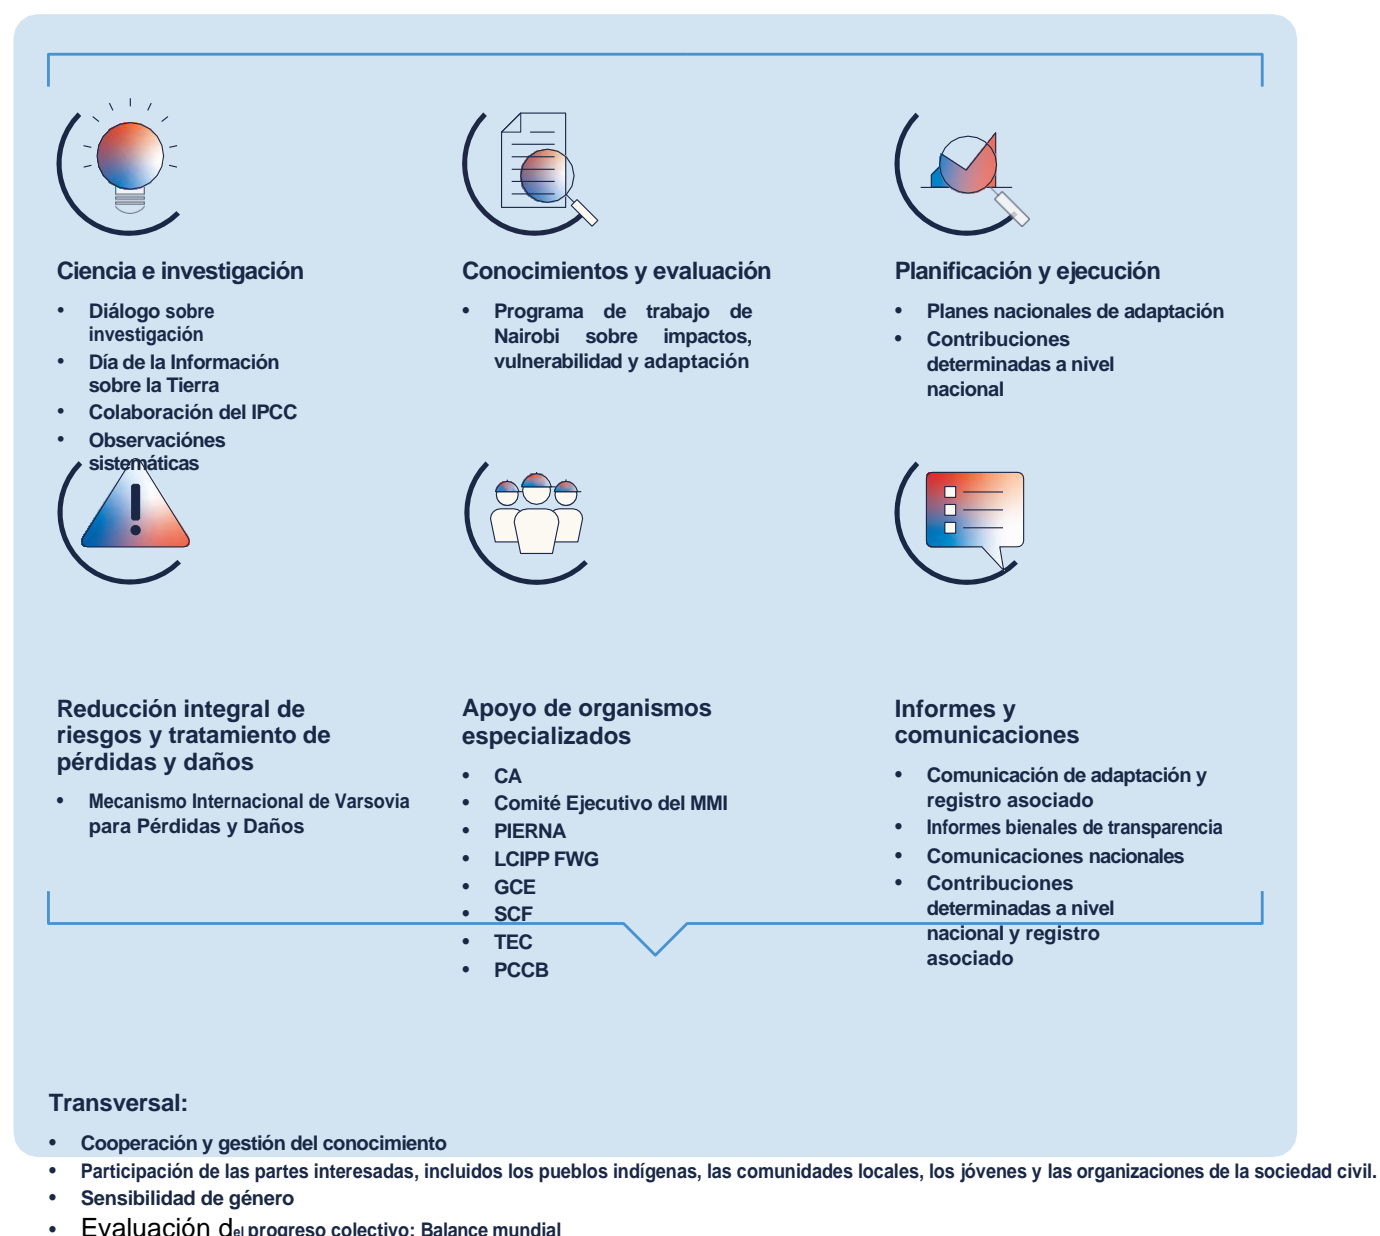 Ciencia e investigación
• Diálogo sobre
investigación
• Día de la Información
sobre la Tierra
• Colaboración del IPCC
• Observaciónes
sistemáticas
Conocimientos y evaluación
• Programa de trabajo de
Nairobi sobre impactos,
vulnerabilidad y adaptación
Planificación y ejecución
• Planes nacionales de adaptación
• Contribuciones
determinadas a nivel
nacional
Reducción integral de
riesgos y tratamiento de
pérdidas y daños
• Mecanismo Internacional de Varsovia
para Pérdidas y Daños
Apoyo de organismos
especializados
• CA
• Comité Ejecutivo del MMI
• PIERNA
• LCIPP FWG
• GCE
• SCF
• TEC
• PCCB
Informes y
comunicaciones
• Comunicación de adaptación y
registro asociado
• Informes bienales de transparencia
• Comunicaciones nacionales
• Contribuciones
determinadas a nivel
nacional y registro
asociado
Transversal:
• Cooperación y gestión del conocimiento
• Participación de las partes interesadas, incluidos los pueblos indígenas, las comunidades locales, los jóvenes y las organizaciones de la sociedad civil.
• Sensibilidad de género
• Evaluación del progreso colectivo: Balance mundial